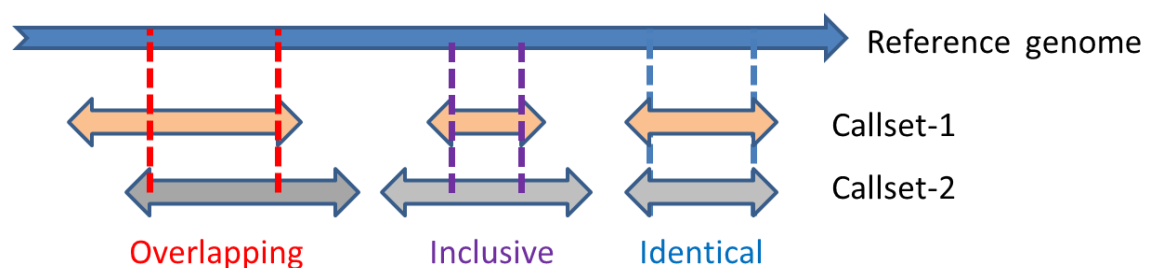 Reference genome
Callset-1
Callset-2
Overlapping
Inclusive
Identical